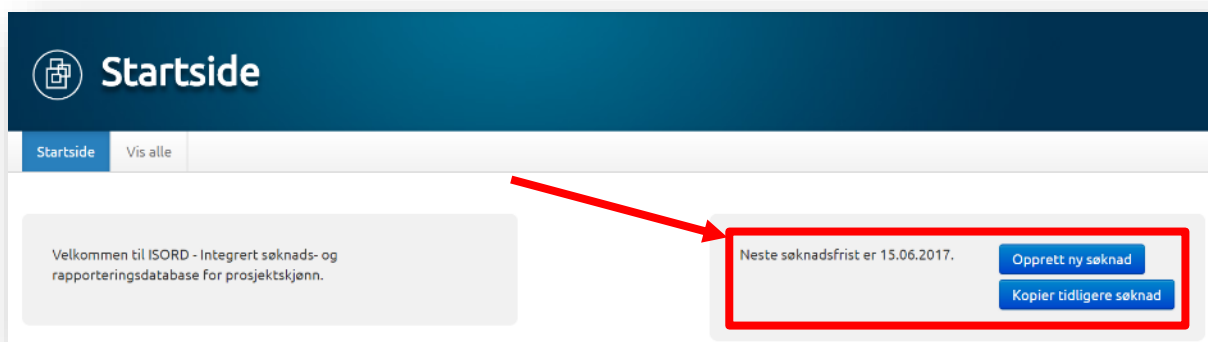 Startside
Startside
Vis alle
Velkommen til ISORD - Integrert søknads- og
rapporteringsdatabase for prosjektskjønn.
Neste søknadsfrist er 15.06.2017.
Opprett ny søknad
Kopier tidligere søknad